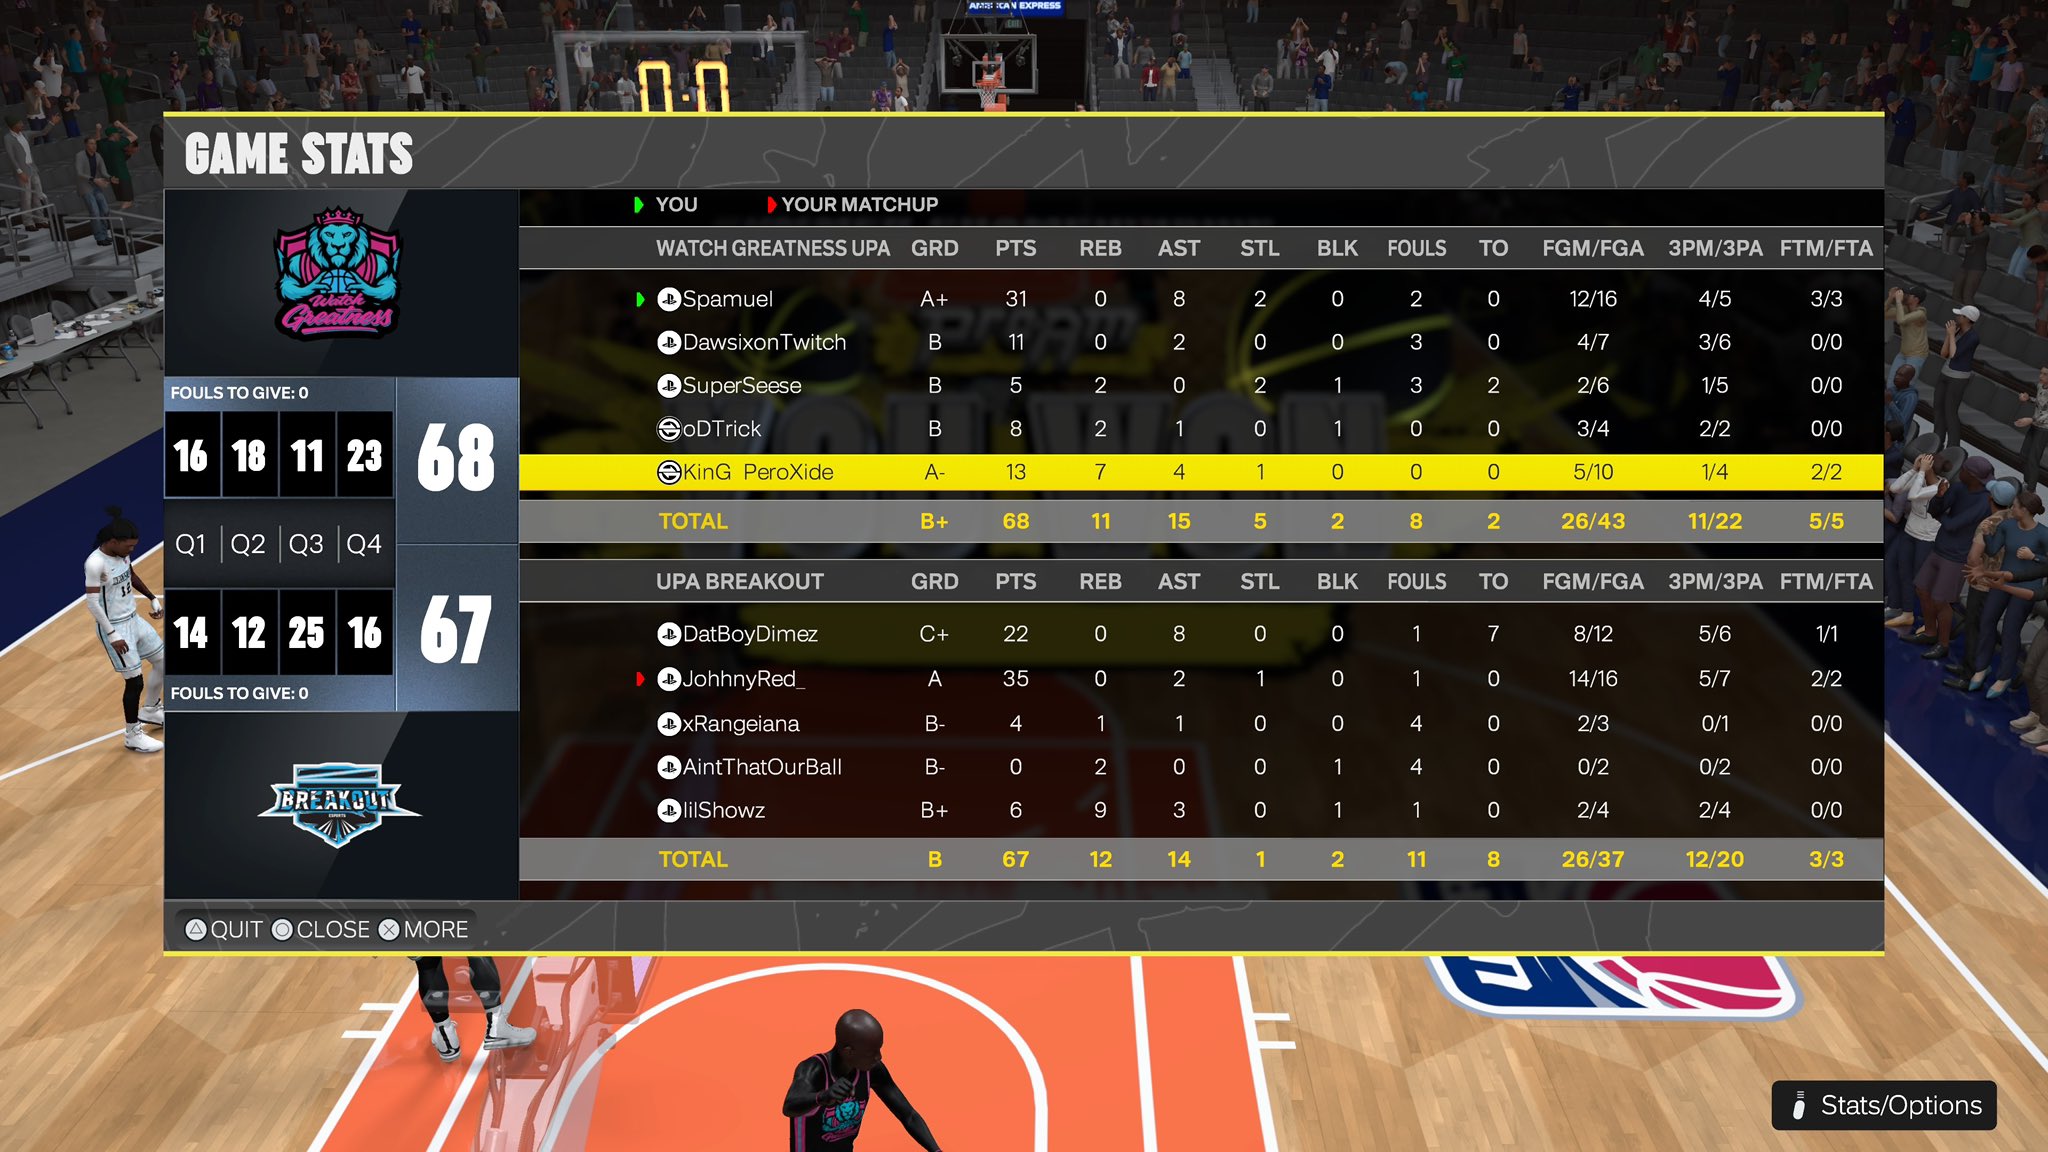 AMERICAN EXPRESS
EXIT
0:0
GAME STATS
YOU YOUR MATCHUP
WATCH GREATNESS UPA GRD PTS REB AST STL BLK FOULS TO FGM/FGA 3PM/3PA FTM/FTA
Spamuel A+ 31 0 8 2 0 2 0 12/16 4/5 3/3
DawsixonTwitch B 11 0 2 0 0 3 0 4/7 3/6 0/0
SuperSeese B 5 2 0 2 1 3 2 2/6 1/5 0/0
oDTrick B 8 2 1 0 1 0 0 3/4 2/2 0/0
KinG PeroXide A- 13 7 4 1 0 0 0 5/10 1/4 2/2
TOTAL B+ 68 11 15 5 2 8 2 26/43 11/22 5/5
UPA BREAKOUT GRD PTS REB AST STL BLK FOULS TO FGM/FGA 3PM/3PA FTM/FTA
DatBoyDimez C+ 22 0 8 0 0 1 7 8/12 5/6 1/1
JohhnyRed_ A 35 0 2 1 0 1 0 14/16 5/7 2/2
xRangeiana B- 4 1 1 0 0 4 0 2/3 0/1 0/0
AintThatOurBall B- 0 2 0 0 1 4 0 0/2 0/2 0/0
lilShowz B+ 6 9 3 0 1 1 0 2/4 2/4 0/0
TOTAL B 67 12 14 1 2 11 8 26/37 12/20 3/3
Watch
Greatness
FOULS TO GIVE: 0
16 18 11 23 68
Q1 Q2 Q3 Q4
14 12 25 16 67
FOULS TO GIVE: 0
BREAKOUT
ESPORTS
QUIT CLOSE MORE
Stats/Options